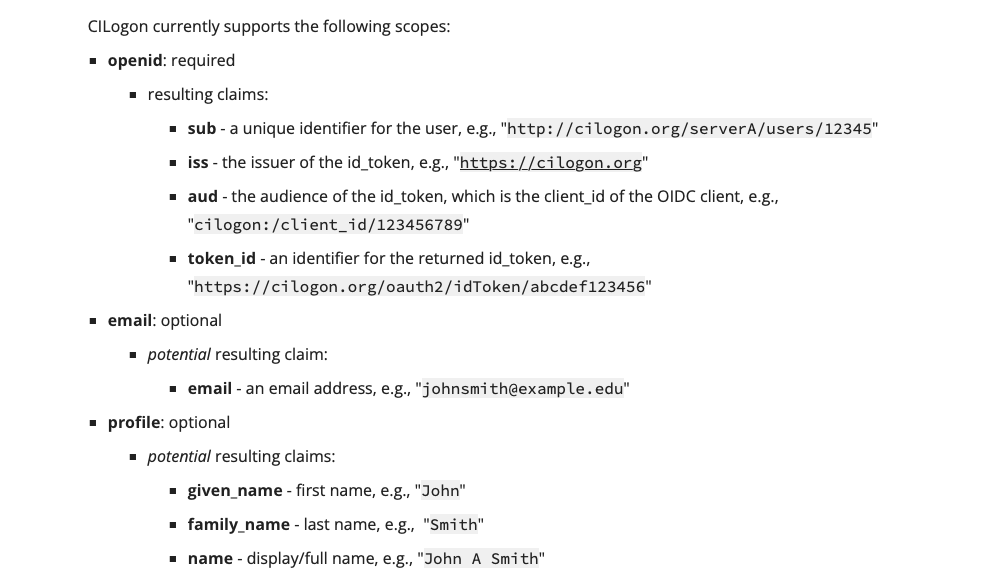 CILogon currently supports the following scopes:
▪ openid: required
▪ resulting claims:
▪ sub - a unique identifier for the user, e.g., "http://cilogon.org/serverA/users/12345"
▪ iss - the issuer of the id_token, e.g., "https://cilogon.org"
▪ aud - the audience of the id_token, which is the client_id of the OIDC client, e.g.,
"cilogon:/client_id/123456789"
▪ token_id - an identifier for the returned id_token, e.g.,
"https://cilogon.org/oauth2/idToken/abcdef123456"
▪ email: optional
▪ potential resulting claim:
▪ email - an email address, e.g., "johnsmith@example.edu"
▪ profile: optional
▪ potential resulting claims:
▪ given_name - first name, e.g., "John"
▪ family_name - last name, e.g., "Smith"
▪ name - display/full name, e.g., "John A Smith"